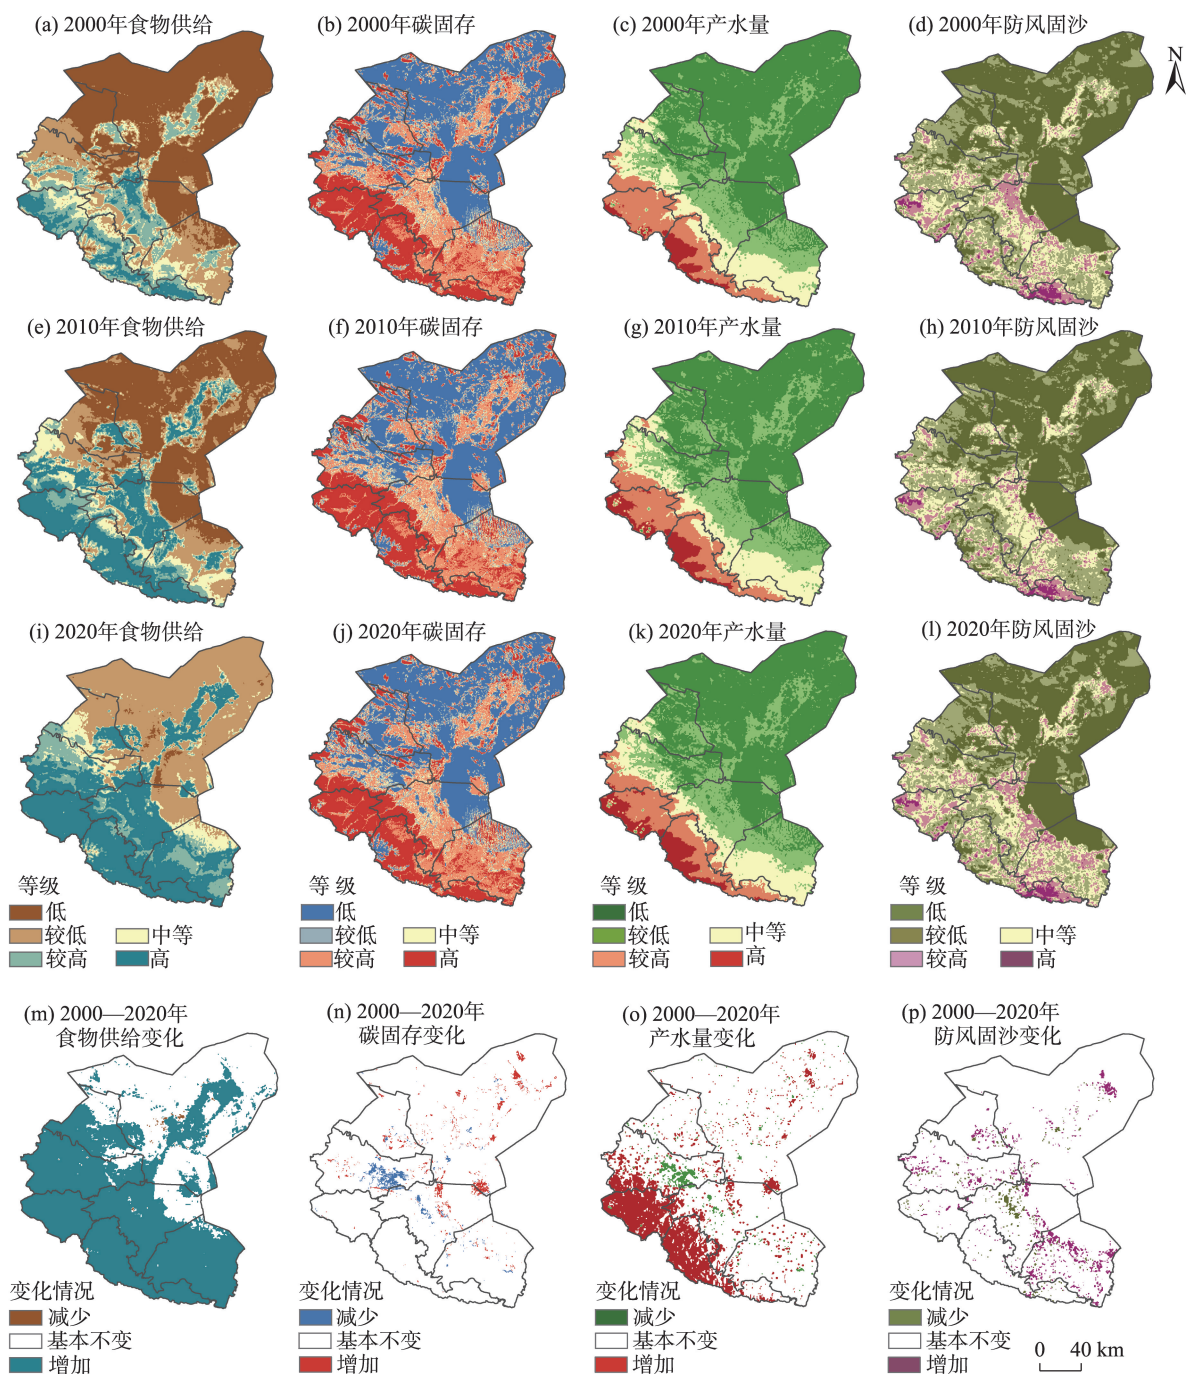 (a) 2000年食物供给
(b) 2000年碳固存
(c) 2000年产水量
(d) 2000年防风固沙
N
(e) 2010年食物供给
(f) 2010年碳固存
(g) 2010年产水量
(h) 2010年防风固沙
(i) 2020年食物供给
(j) 2020年碳固存
(k) 2020年产水量
(l) 2020年防风固沙
等级
低
较低
中等
较高
高
等 级
低
较低
中等
较高
高
等 级
低
较低
中等
较高
高
等 级
低
较低
中等
较高
高
(m) 2000—2020年
食物供给变化
(n) 2000—2020年
碳固存变化
(o) 2000—2020年
产水量变化
(p) 2000—2020年
防风固沙变化
变化情况
减少
基本不变
增加
变化情况
减少
基本不变
增加
变化情况
减少
基本不变
增加
变化情况
减少
基本不变
增加
0 40 km